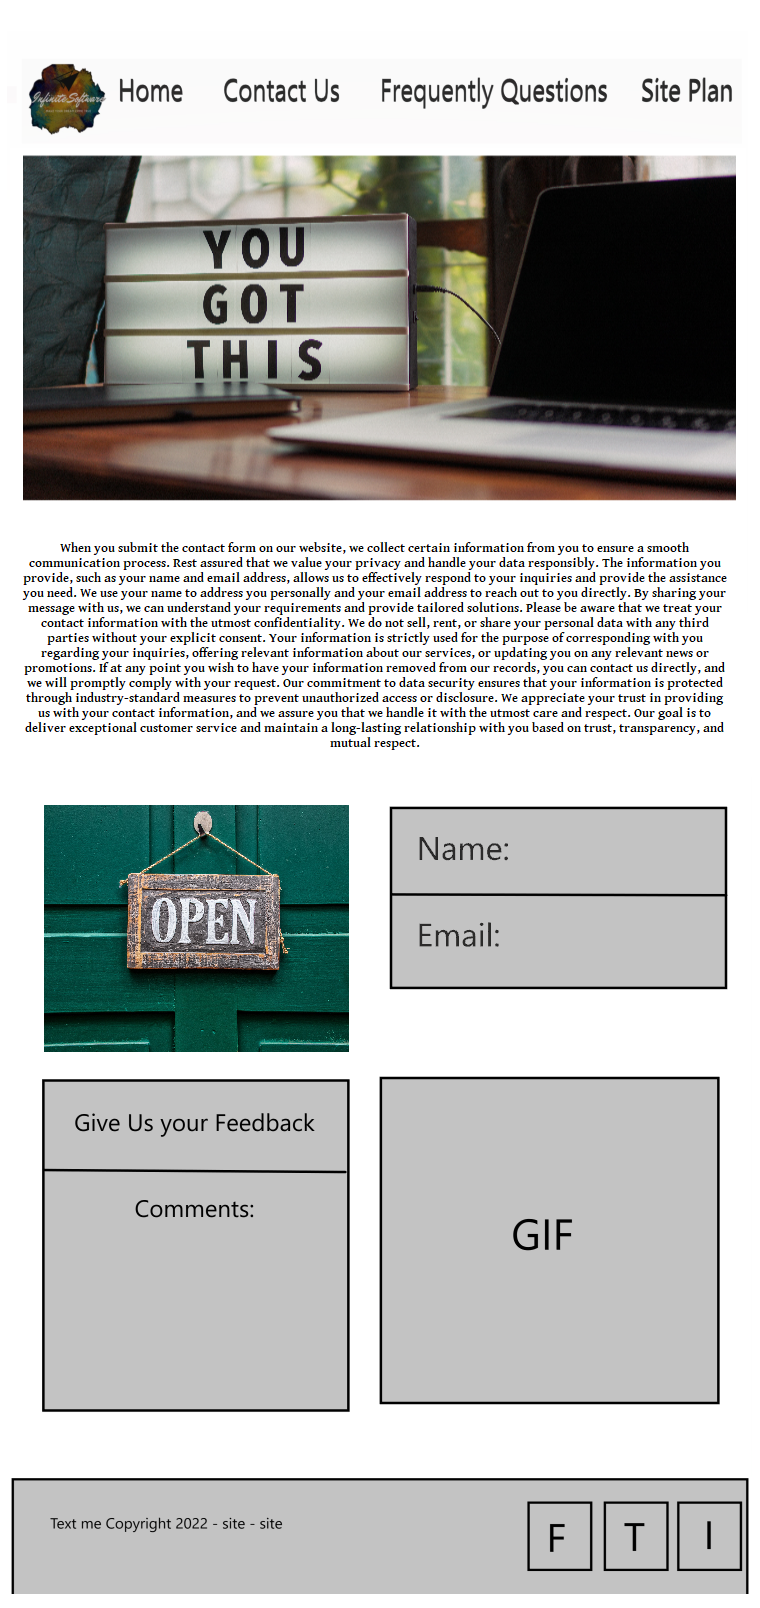 Infinite Software
Home Contact Us Frequently Questions Site Plan
YOU
GOT
THIS
When you submit the contact form on our website, we collect certain information from you to ensure a smooth
communication process. Rest assured that we value your privacy and handle your data responsibly. The information you
provide, such as your name and email address, allows us to effectively respond to your inquiries and provide the assistance
you need. We use your name to address you personally and your email address to reach out to you directly. By sharing your
message with us, we can understand your requirements and provide tailored solutions. Please be aware that we treat your
contact information with the utmost confidentiality. We do not sell, rent, or share your personal data with any third
parties without your explicit consent. Your information is strictly used for the purpose of corresponding with you
regarding your inquiries, offering relevant information about our services, or updating you on any relevant news or
promotions. If at any point you wish to have your information removed from our records, you can contact us directly, and
we will promptly comply with your request. Our commitment to data security ensures that your information is protected
through industry-standard measures to prevent unauthorized access or disclosure. We appreciate your trust in providing
us with your contact information, and we assure you that we handle it with the utmost care and respect. Our goal is to
deliver exceptional customer service and maintain a long-lasting relationship with you based on trust, transparency, and
mutual respect.
OPEN
Name:
Email:
Give Us your Feedback
Comments:
GIF
Text me Copyright 2022 - site - site
F T I